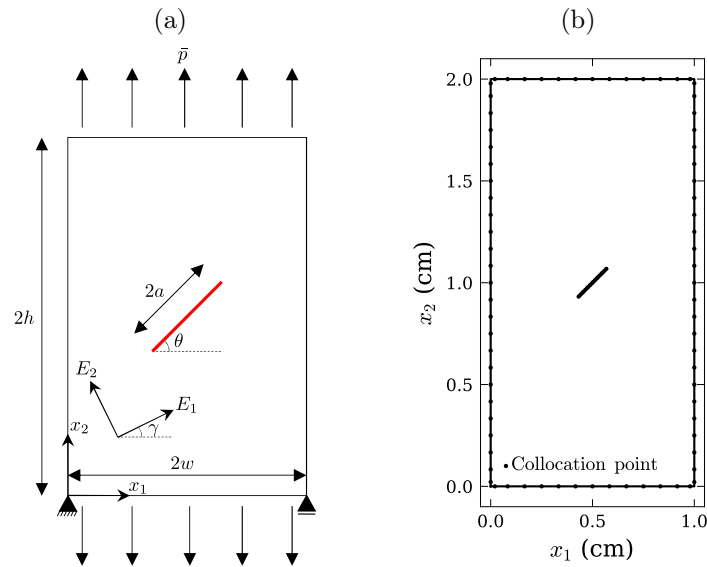 (a)
p̄
2a
2h
θ
E₂
E₁
γ
x₂
2w
x₁
(b)
2.0
1.5
1.0
0.5
0.0
x₂ (cm)
Collocation point
0.0 0.5 1.0
x₁ (cm)